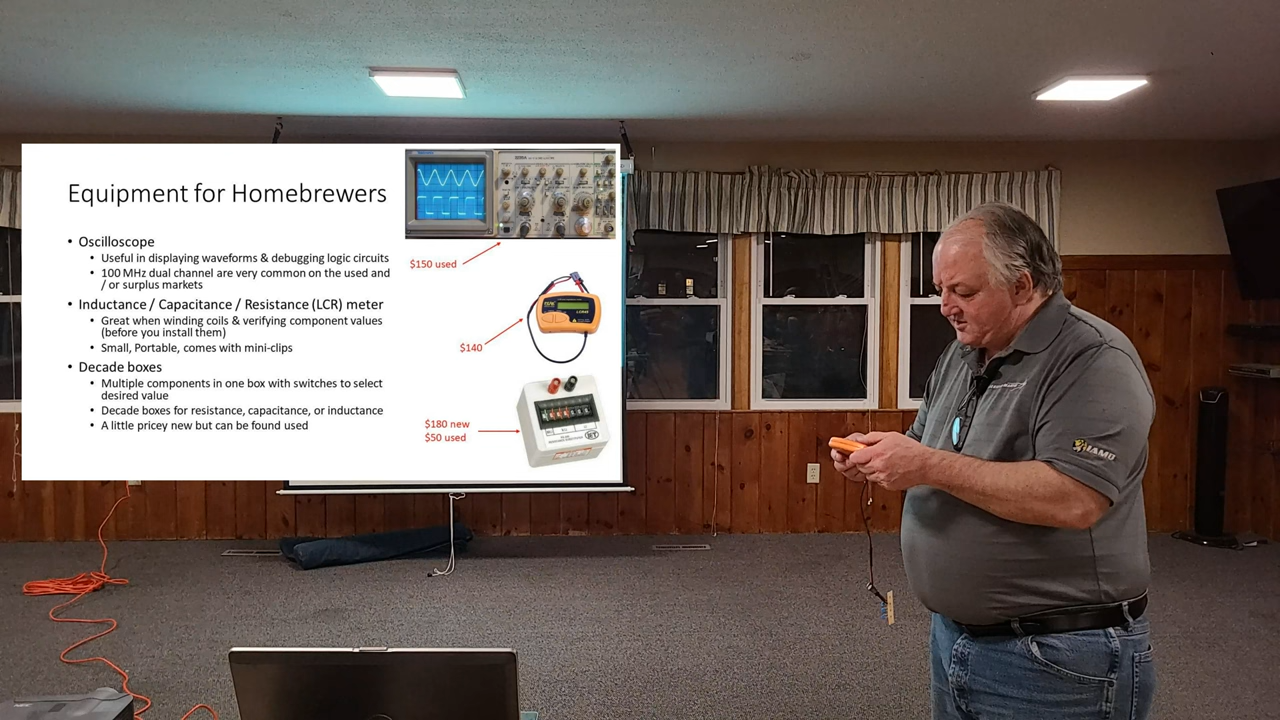 Equipment for Homebrewers
• Oscilloscope
• Useful in displaying waveforms & debugging logic circuits
• 100 MHz dual channel are very common on the used and
/ or surplus markets
• Inductance / Capacitance / Resistance (LCR) meter
• Great when winding coils & verifying component values
(before you install them)
• Small, Portable, comes with mini-clips
• Decade boxes
• Multiple components in one box with switches to select
desired value
• Decade boxes for resistance, capacitance, or inductance
• A little pricey new but can be found used
$150 used
$140
$180 new
$50 used